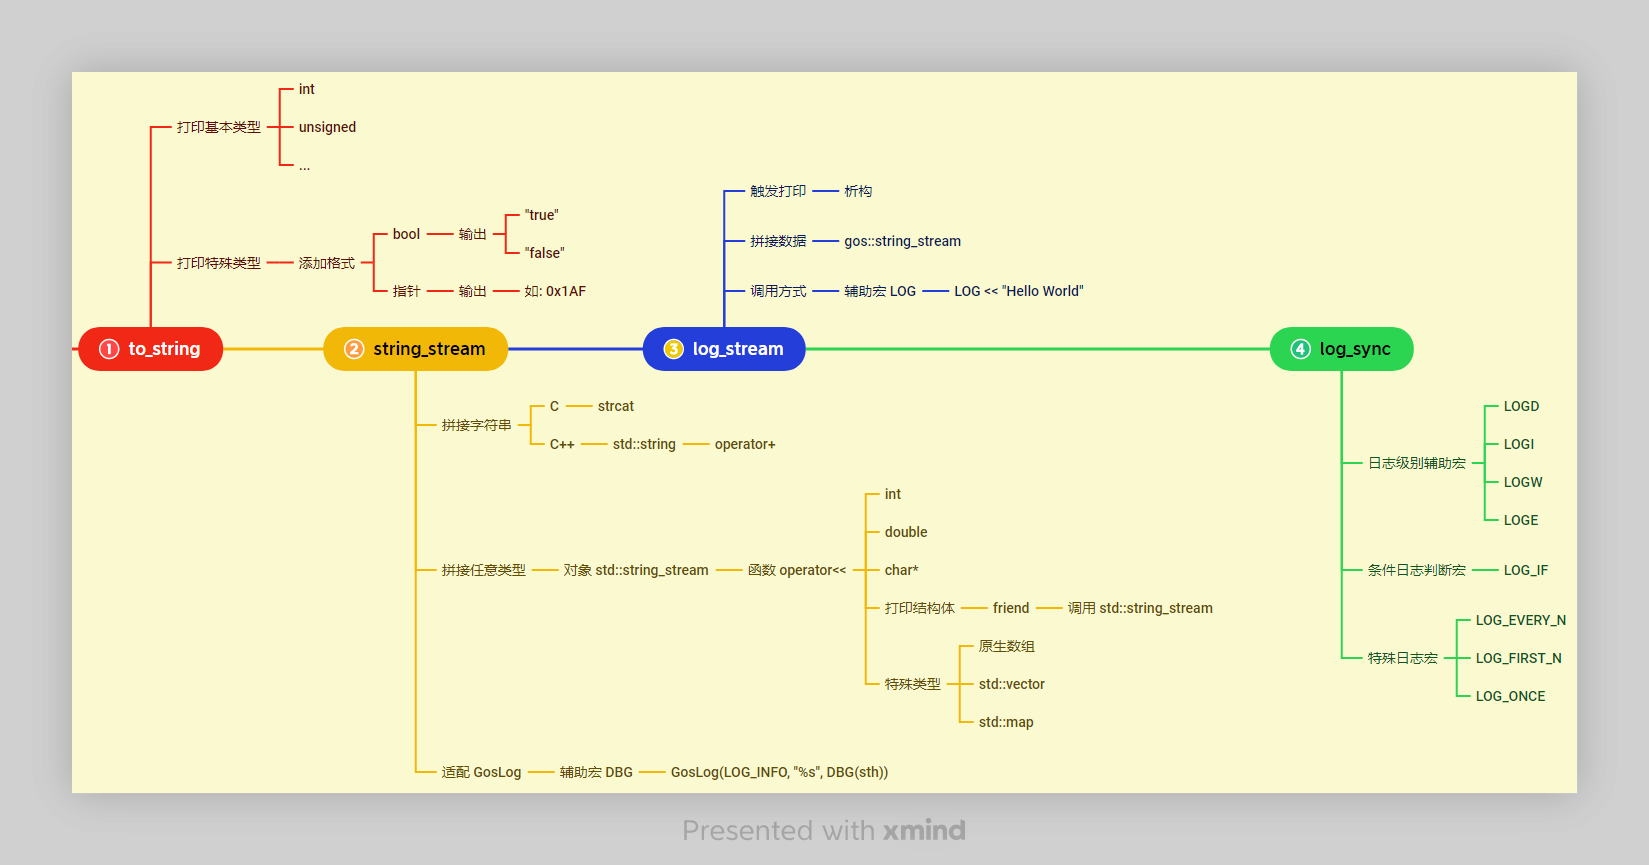 int
打印基本类型
unsigned
...
"true"
bool
输出
"false"
打印特殊类型
添加格式
指针
输出
如: 0x1AF
触发打印
析构
拼接数据
gos::string_stream
调用方式
辅助宏 LOG
LOG << "Hello World"
1 to_string
2 string_stream
3 log_stream
4 log_sync
拼接字符串
C
strcat
C++
std::string
operator+
拼接任意类型
对象 std::string_stream
函数 operator<<
int
double
char*
打印结构体
friend
调用 std::string_stream
特殊类型
原生数组
std::vector
std::map
适配 GosLog
辅助宏 DBG
GosLog(LOG_INFO, "%s", DBG(sth))
日志级别辅助宏
LOGD
LOGI
LOGW
LOGE
条件日志判断宏
LOG_IF
特殊日志宏
LOG_EVERY_N
LOG_FIRST_N
LOG_ONCE
Presented with xmind